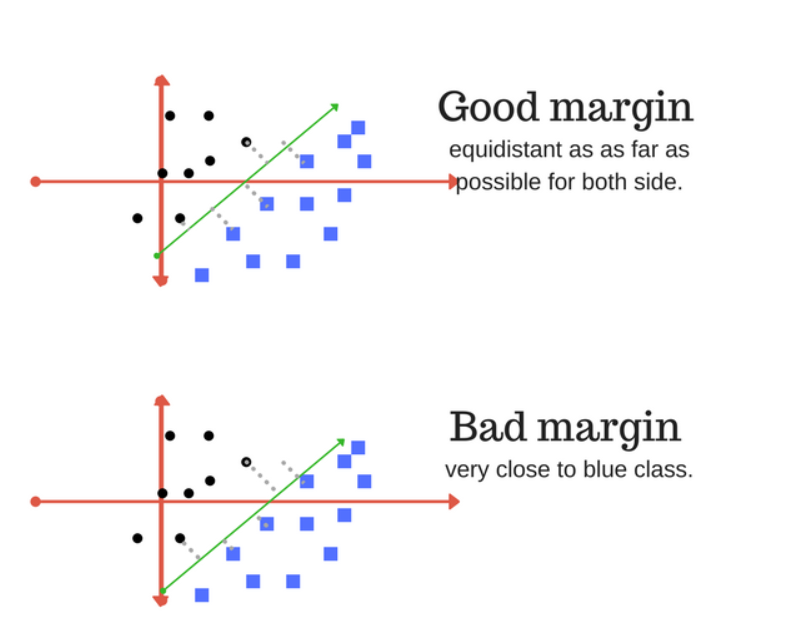 Good margin
equidistant as as far as
possible for both side.
Bad margin
very close to blue class.